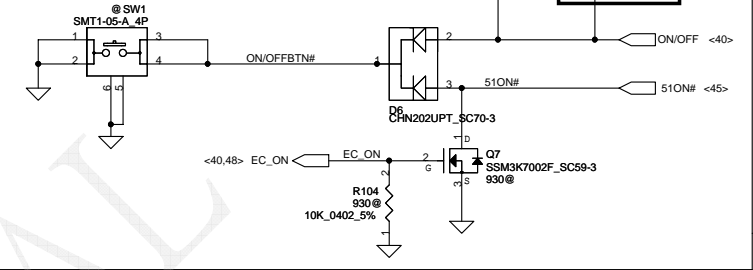 @ SW1
SMT1-05-A_4P
1
3
2
4
6
5
ON/OFFBTN#
1
2
3
D6
CHN202UPT_SC70-3
ON/OFF <40>
51ON#
51ON# <45>
<40,48> EC_ON
EC_ON
2
G
1
D
3
S
Q7
SSM3K7002F_SC59-3
930@
2
R104
930@
10K_0402_5%
1
AL